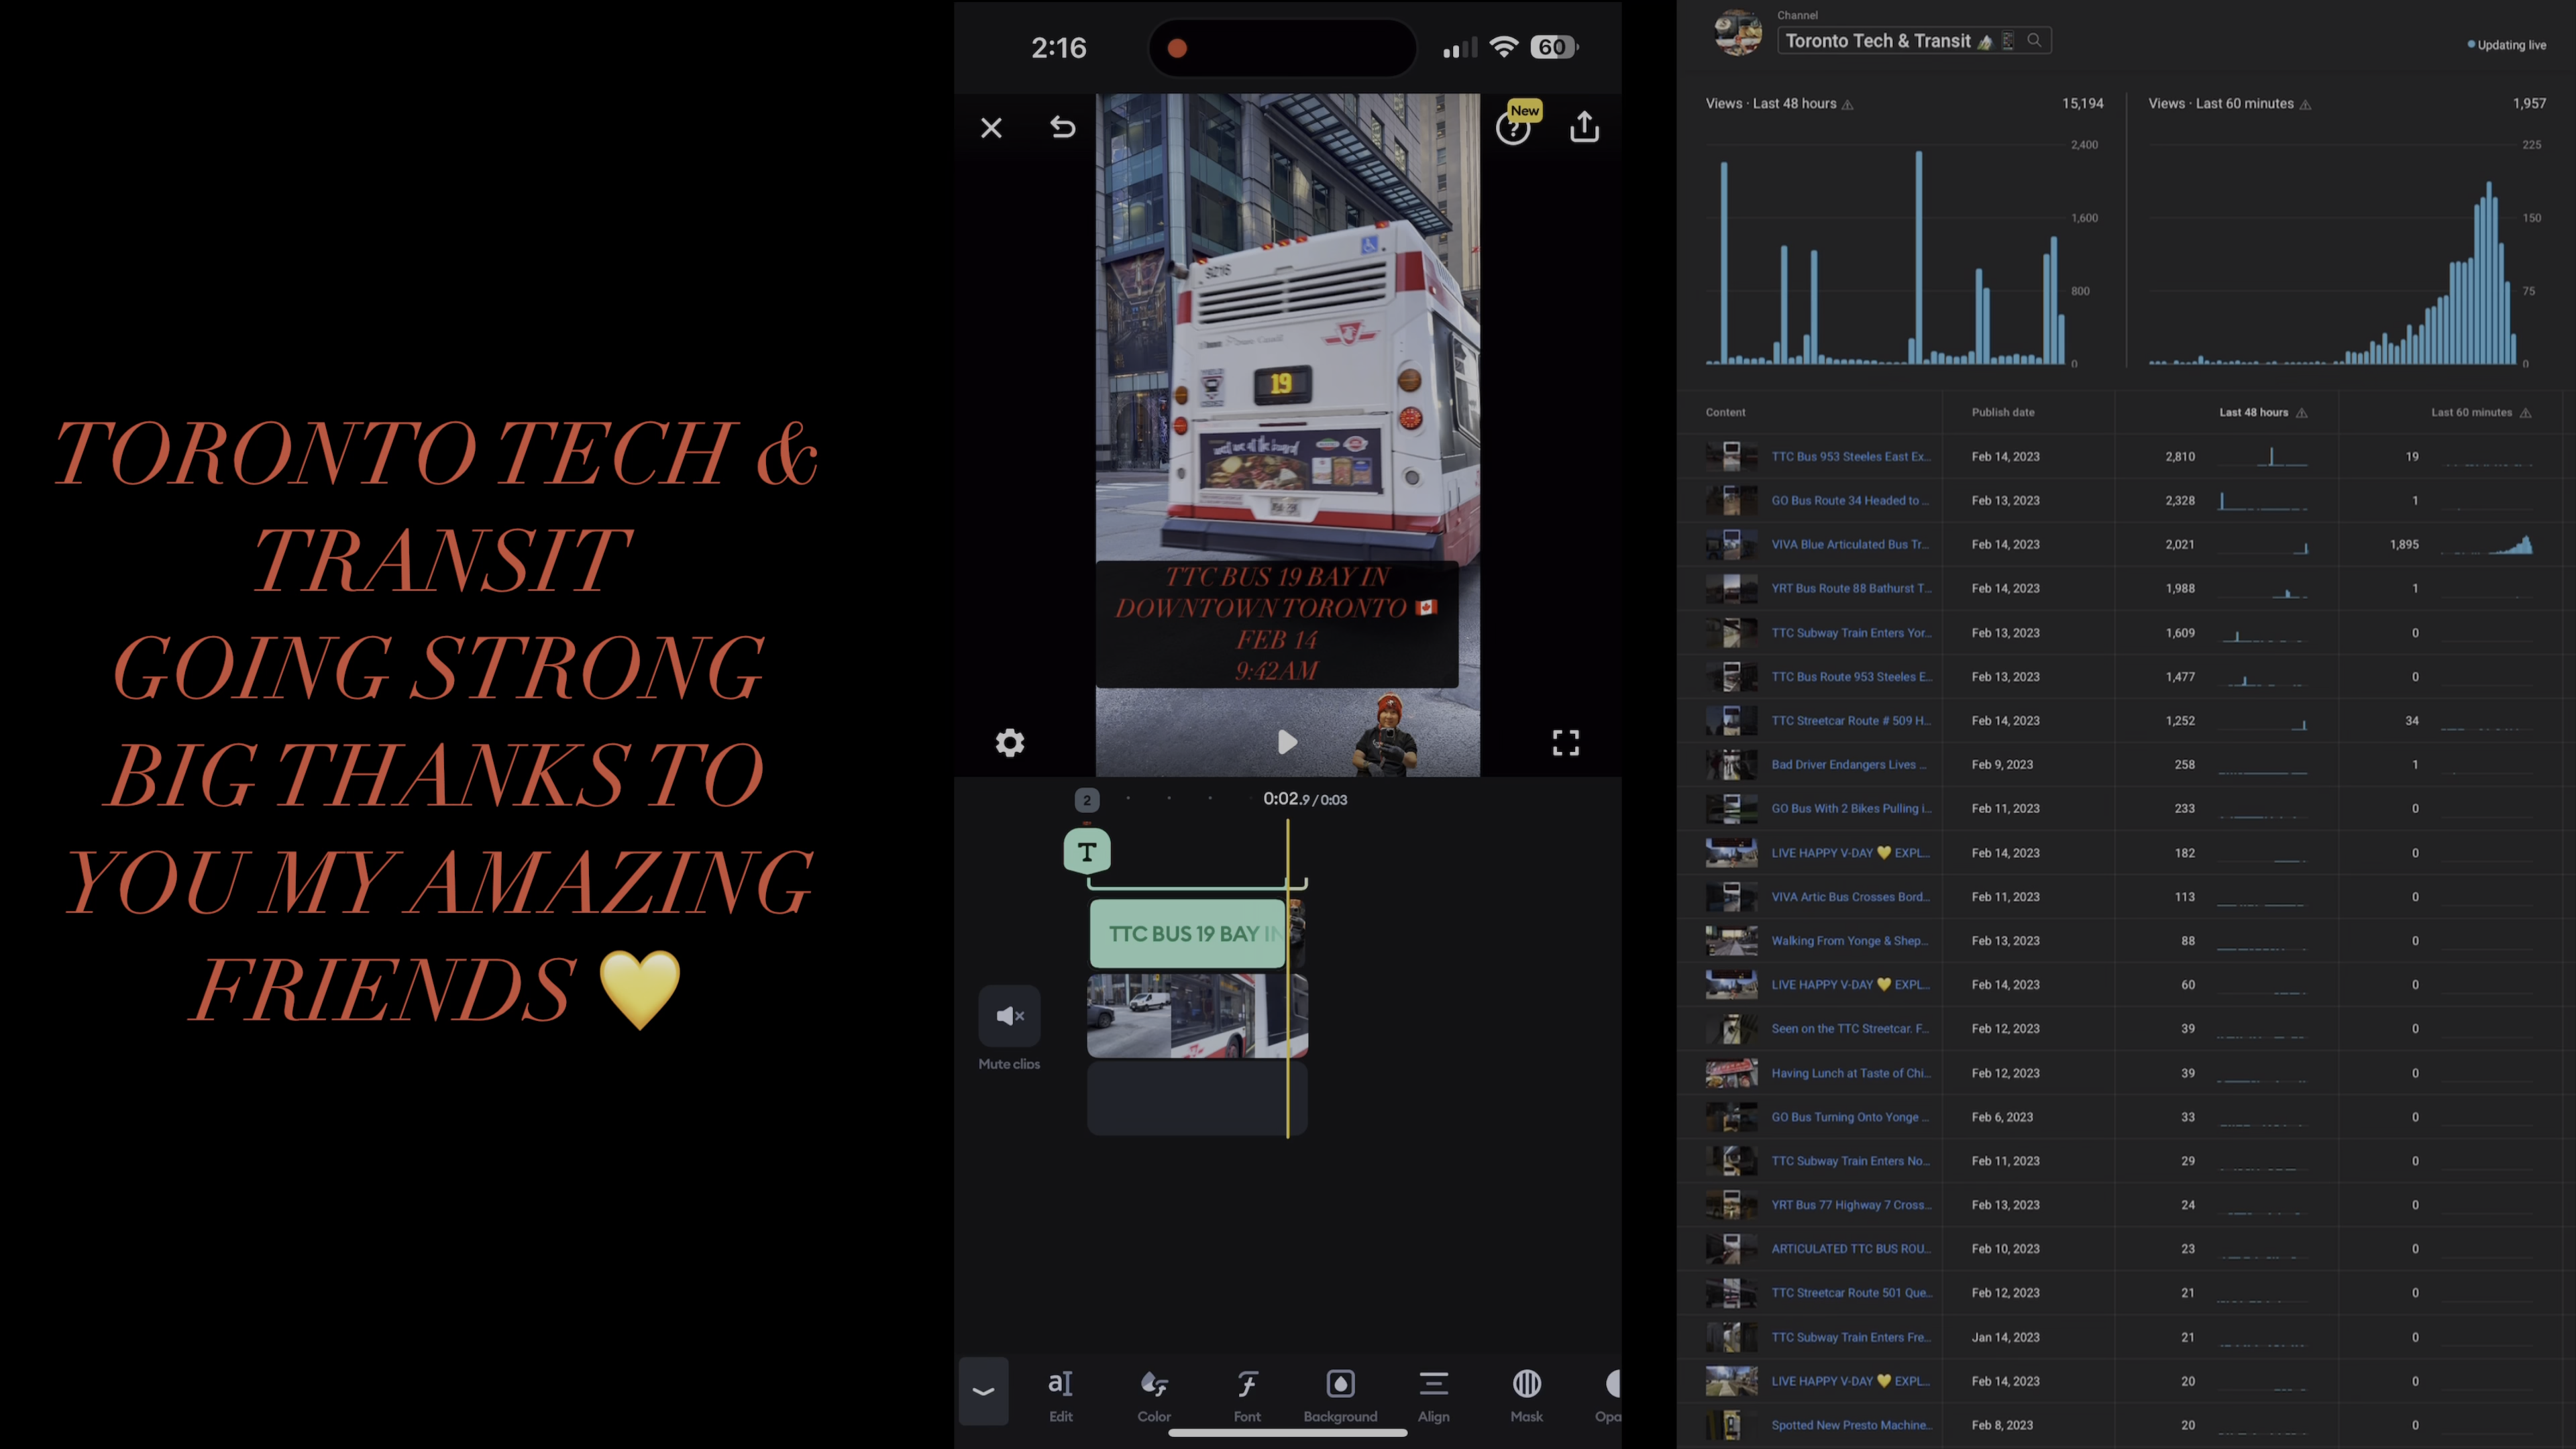 TORONTO TECH &
TRANSIT
GOING STRONG
BIG THANKS TO
YOU MY AMAZING
FRIENDS 💛
2:16
60
New
9216
19
TTC BUS 19 BAY IN
DOWNTOWN TORONTO 🇨🇦
FEB 14
9:42AM
2
0:02.9 / 0:03
T
TTC BUS 19 BAY IN
Mute clips
Edit
Color
Font
Background
Align
Mask
Opa
Channel
Toronto Tech & Transit
Updating live
Views · Last 48 hours 15,194
2,400
1,600
800
0
Views · Last 60 minutes 1,957
225
150
75
0
Content Publish date Last 48 hours Last 60 minutes
TTC Bus 953 Steeles East Ex... Feb 14, 2023 2,810 19
GO Bus Route 34 Headed to ... Feb 13, 2023 2,328 1
VIVA Blue Articulated Bus Tr... Feb 14, 2023 2,021 1,895
YRT Bus Route 88 Bathurst T... Feb 14, 2023 1,988 1
TTC Subway Train Enters Yor... Feb 13, 2023 1,609 0
TTC Bus Route 953 Steeles E... Feb 13, 2023 1,477 0
TTC Streetcar Route # 509 H... Feb 14, 2023 1,252 34
Bad Driver Endangers Lives ... Feb 9, 2023 258 1
GO Bus With 2 Bikes Pulling i... Feb 11, 2023 233 0
LIVE HAPPY V-DAY 💛 EXPL... Feb 14, 2023 182 0
VIVA Artic Bus Crosses Bord... Feb 11, 2023 113 0
Walking From Yonge & Shep... Feb 13, 2023 88 0
LIVE HAPPY V-DAY 💛 EXPL... Feb 14, 2023 60 0
Seen on the TTC Streetcar. F... Feb 12, 2023 39 0
Having Lunch at Taste of Chi... Feb 12, 2023 39 0
GO Bus Turning Onto Yonge ... Feb 6, 2023 33 0
TTC Subway Train Enters No... Feb 11, 2023 29 0
YRT Bus 77 Highway 7 Cross... Feb 13, 2023 24 0
ARTICULATED TTC BUS ROU... Feb 10, 2023 23 0
TTC Streetcar Route 501 Que... Feb 12, 2023 21 0
TTC Subway Train Enters Fre... Jan 14, 2023 21 0
LIVE HAPPY V-DAY 💛 EXPL... Feb 14, 2023 20 0
Spotted New Presto Machine... Feb 8, 2023 20 0